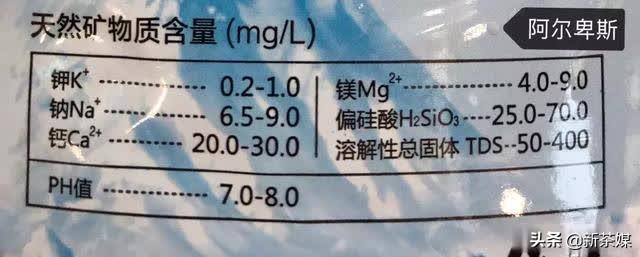 天然矿物质含量 (mg/L)
阿尔卑斯
钾K⁺ ---------- 0.2-1.0
钠Na⁺ ---------- 6.5-9.0
钙Ca²⁺ -------- 20.0-30.0
镁Mg²⁺ ------------ 4.0-9.0
偏硅酸H₂SiO₃----25.0-70.0
溶解性总固体 TDS--50-400
PH值 ----------- 7.0-8.0
头条 @新茶媒